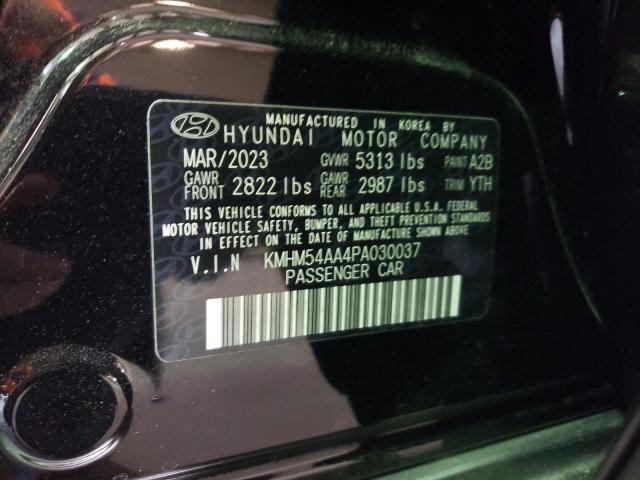 MANUFACTURED IN KOREA BY
HYUNDAI MOTOR COMPANY
MAR/2023 GVWR 5313 lbs PAINT A2B
GAWR FRONT 2822 lbs GAWR REAR 2987 lbs TRIM YTH
THIS VEHICLE CONFORMS TO ALL APPLICABLE U.S.A. FEDERAL
MOTOR VEHICLE SAFETY, BUMPER, AND THEFT PREVENTION STANDARDS
IN EFFECT ON THE DATE OF MANUFACTURE SHOWN ABOVE.
V.I.N KMHM54AA4PA030037
PASSENGER CAR